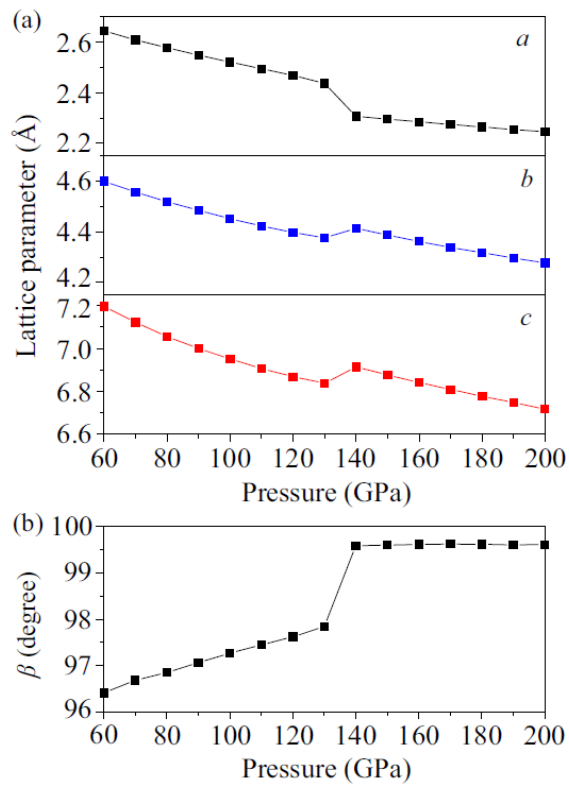 (a)
a
2.6
2.4
2.2
b
4.6
4.4
4.2
c
7.2
7.0
6.8
6.6
Lattice parameter (Å)
60 80 100 120 140 160 180 200
Pressure (GPa)
(b)
100
99
98
97
96
β (degree)
60 80 100 120 140 160 180 200
Pressure (GPa)